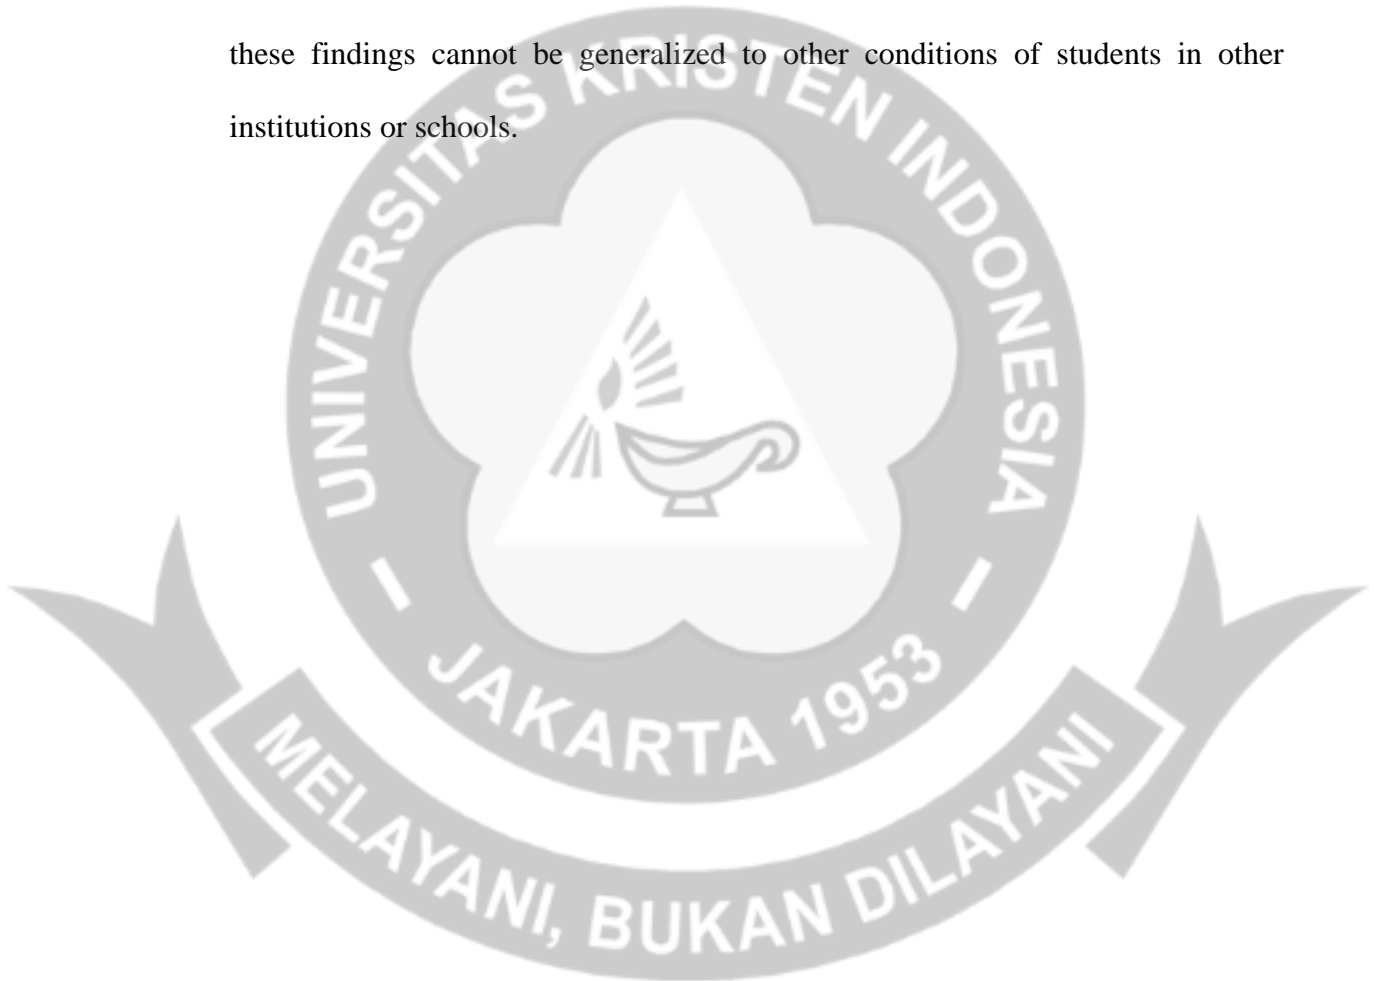 these findings cannot be generalized to other conditions of students in other
institutions or schools.
UNIVERSITAS KRISTEN INDONESIA
JAKARTA 1953
MELAYANI, BUKAN DILAYANI